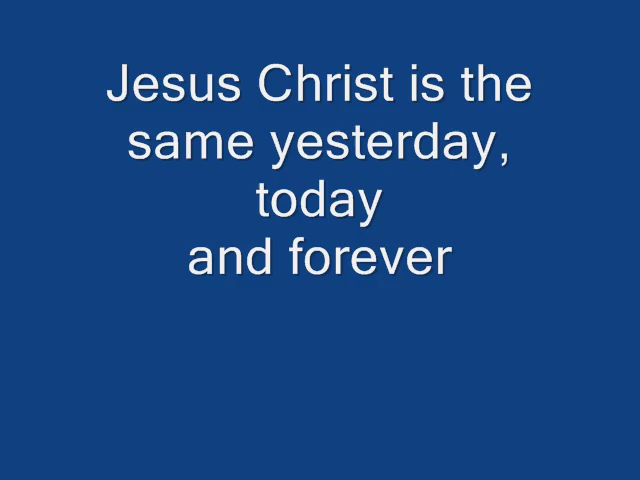 Jesus Christ is the
same yesterday,
today
and forever